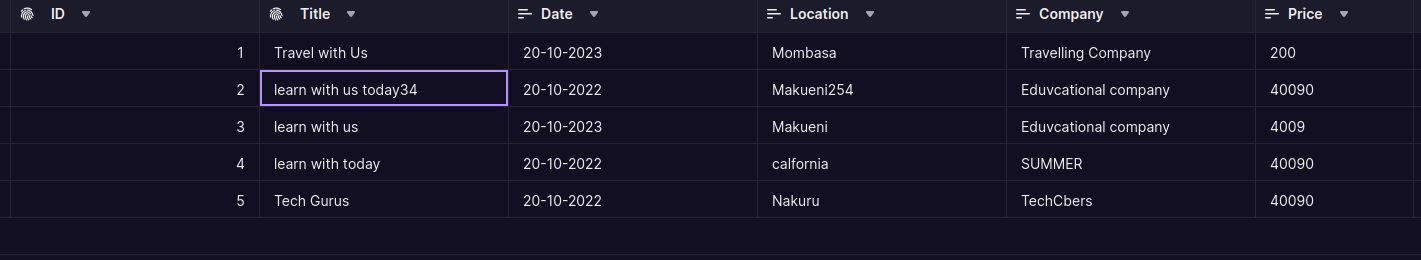 ID Title Date Location Company Price
1 Travel with Us 20-10-2023 Mombasa Travelling Company 200
2 learn with us today34 20-10-2022 Makueni254 Eduvcational company 40090
3 learn with us 20-10-2023 Makueni Eduvcational company 4009
4 learn with today 20-10-2022 calfornia SUMMER 40090
5 Tech Gurus 20-10-2022 Nakuru TechCbers 40090